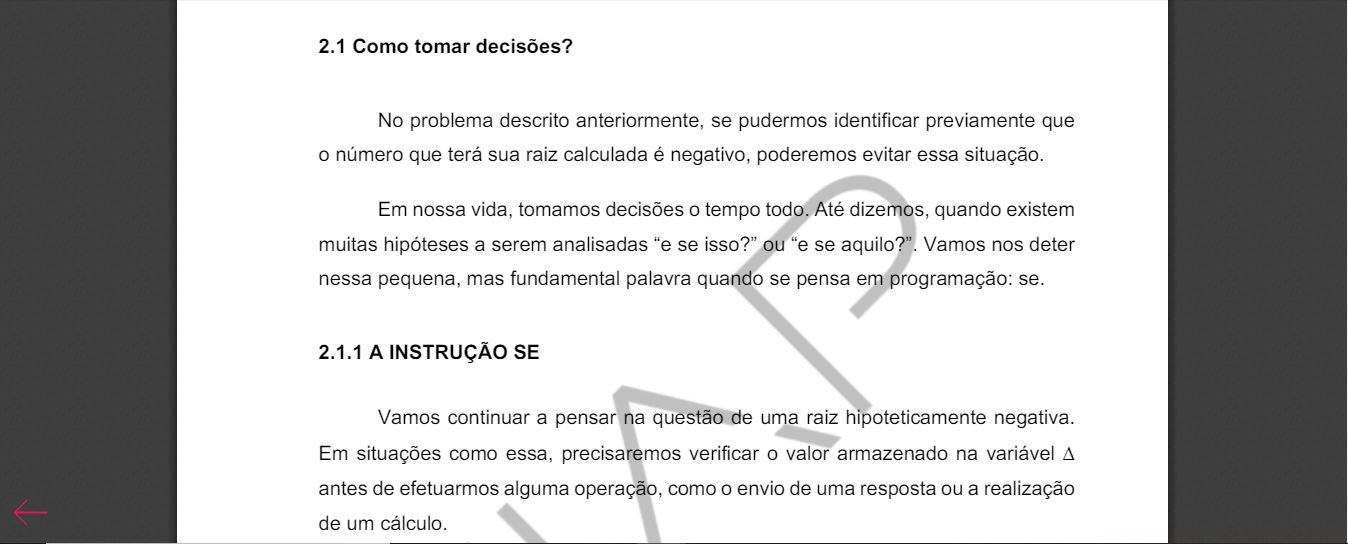 2.1 Como tomar decisões?
No problema descrito anteriormente, se pudermos identificar previamente que
o número que terá sua raiz calculada é negativo, poderemos evitar essa situação.
Em nossa vida, tomamos decisões o tempo todo. Até dizemos, quando existem
muitas hipóteses a serem analisadas “e se isso?” ou “e se aquilo?”. Vamos nos deter
nessa pequena, mas fundamental palavra quando se pensa em programação: se.
2.1.1 A INSTRUÇÃO SE
Vamos continuar a pensar na questão de uma raiz hipoteticamente negativa.
Em situações como essa, precisaremos verificar o valor armazenado na variável Δ
antes de efetuarmos alguma operação, como o envio de uma resposta ou a realização
de um cálculo.